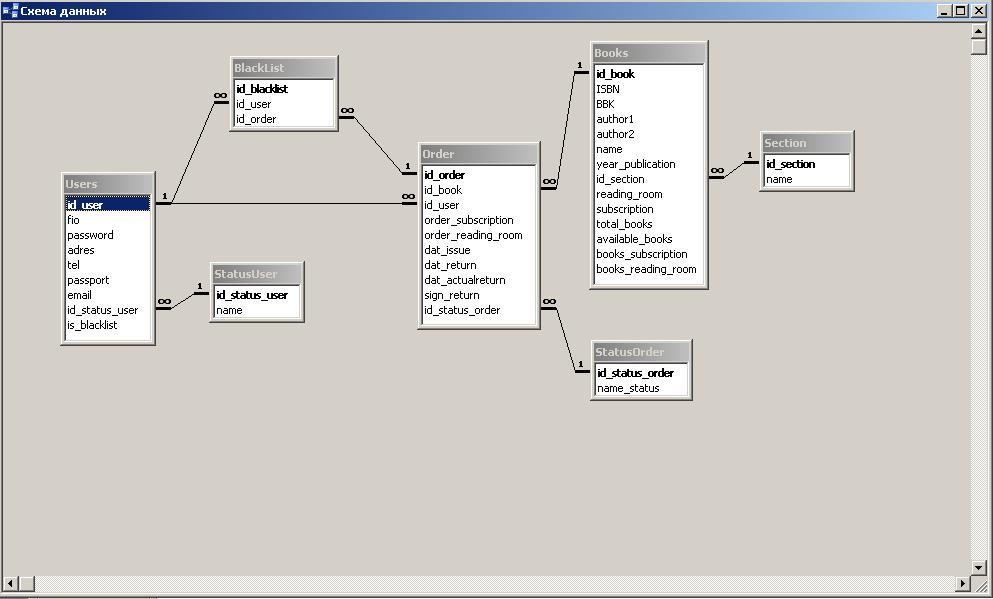 Схема данных
BlackList
id_blacklist
id_user
id_order
Books
id_book
ISBN
BBK
author1
author2
name
year_publication
id_section
reading_room
subscription
total_books
available_books
books_subscription
books_reading_room
Section
id_section
name
Order
id_order
id_book
id_user
order_subscription
order_reading_room
dat_issue
dat_return
dat_actualreturn
sign_return
id_status_order
Users
id_user
fio
password
adres
tel
passport
email
id_status_user
is_blacklist
StatusUser
id_status_user
name
StatusOrder
id_status_order
name_status
1
∞
∞
1
1
∞
1
∞
∞
1
∞
1
∞